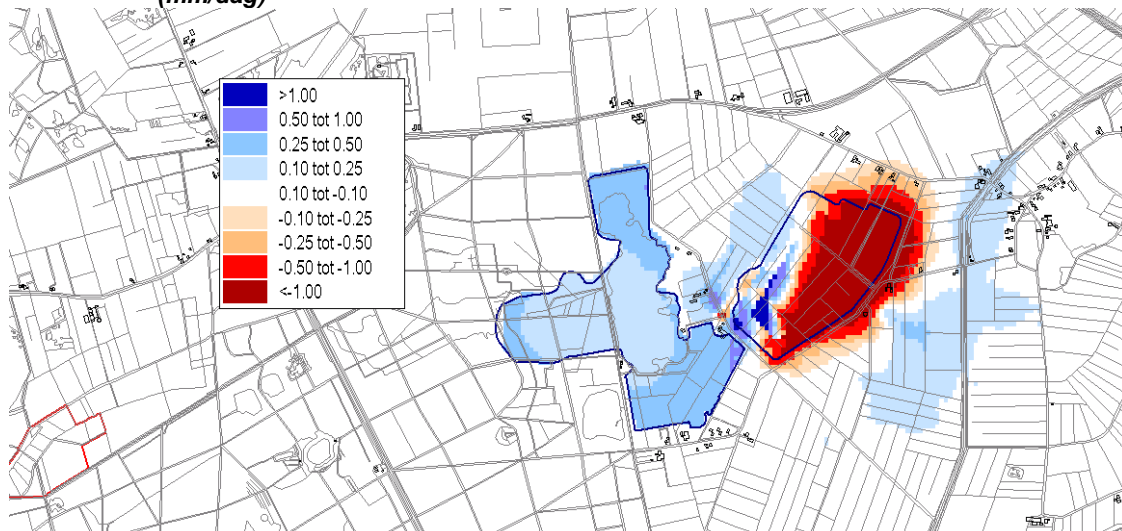 (mm/dag)
>1.00
0.50 tot 1.00
0.25 tot 0.50
0.10 tot 0.25
0.10 tot -0.10
-0.10 tot -0.25
-0.25 tot -0.50
-0.50 tot -1.00
<-1.00